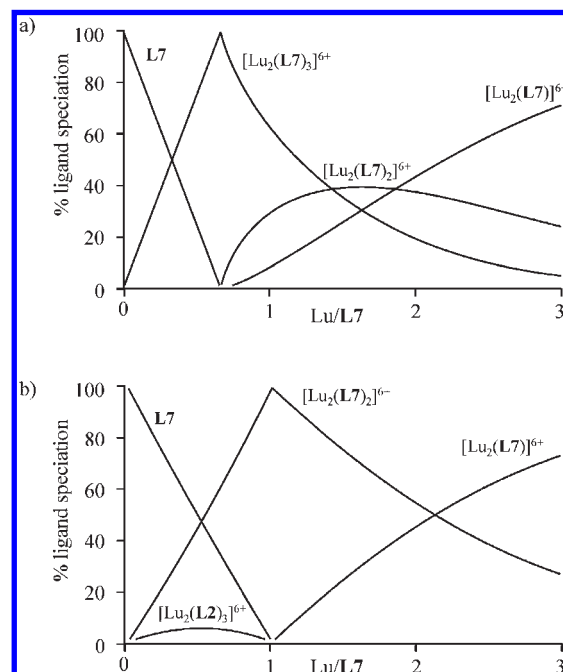 a)
L7
[Lu₂(L7)₃]⁶⁺
[Lu₂(L7)]⁶⁺
[Lu₂(L7)₂]⁶⁺
% ligand speciation
100
80
60
40
20
0
0 1 2 3
Lu/L7
b)
L7
[Lu₂(L7)₂]⁶⁺
[Lu₂(L7)]⁶⁺
[Lu₂(L2)₃]⁶⁺
% ligand speciation
100
80
60
40
20
0
0 1 2 3
Lu/L7